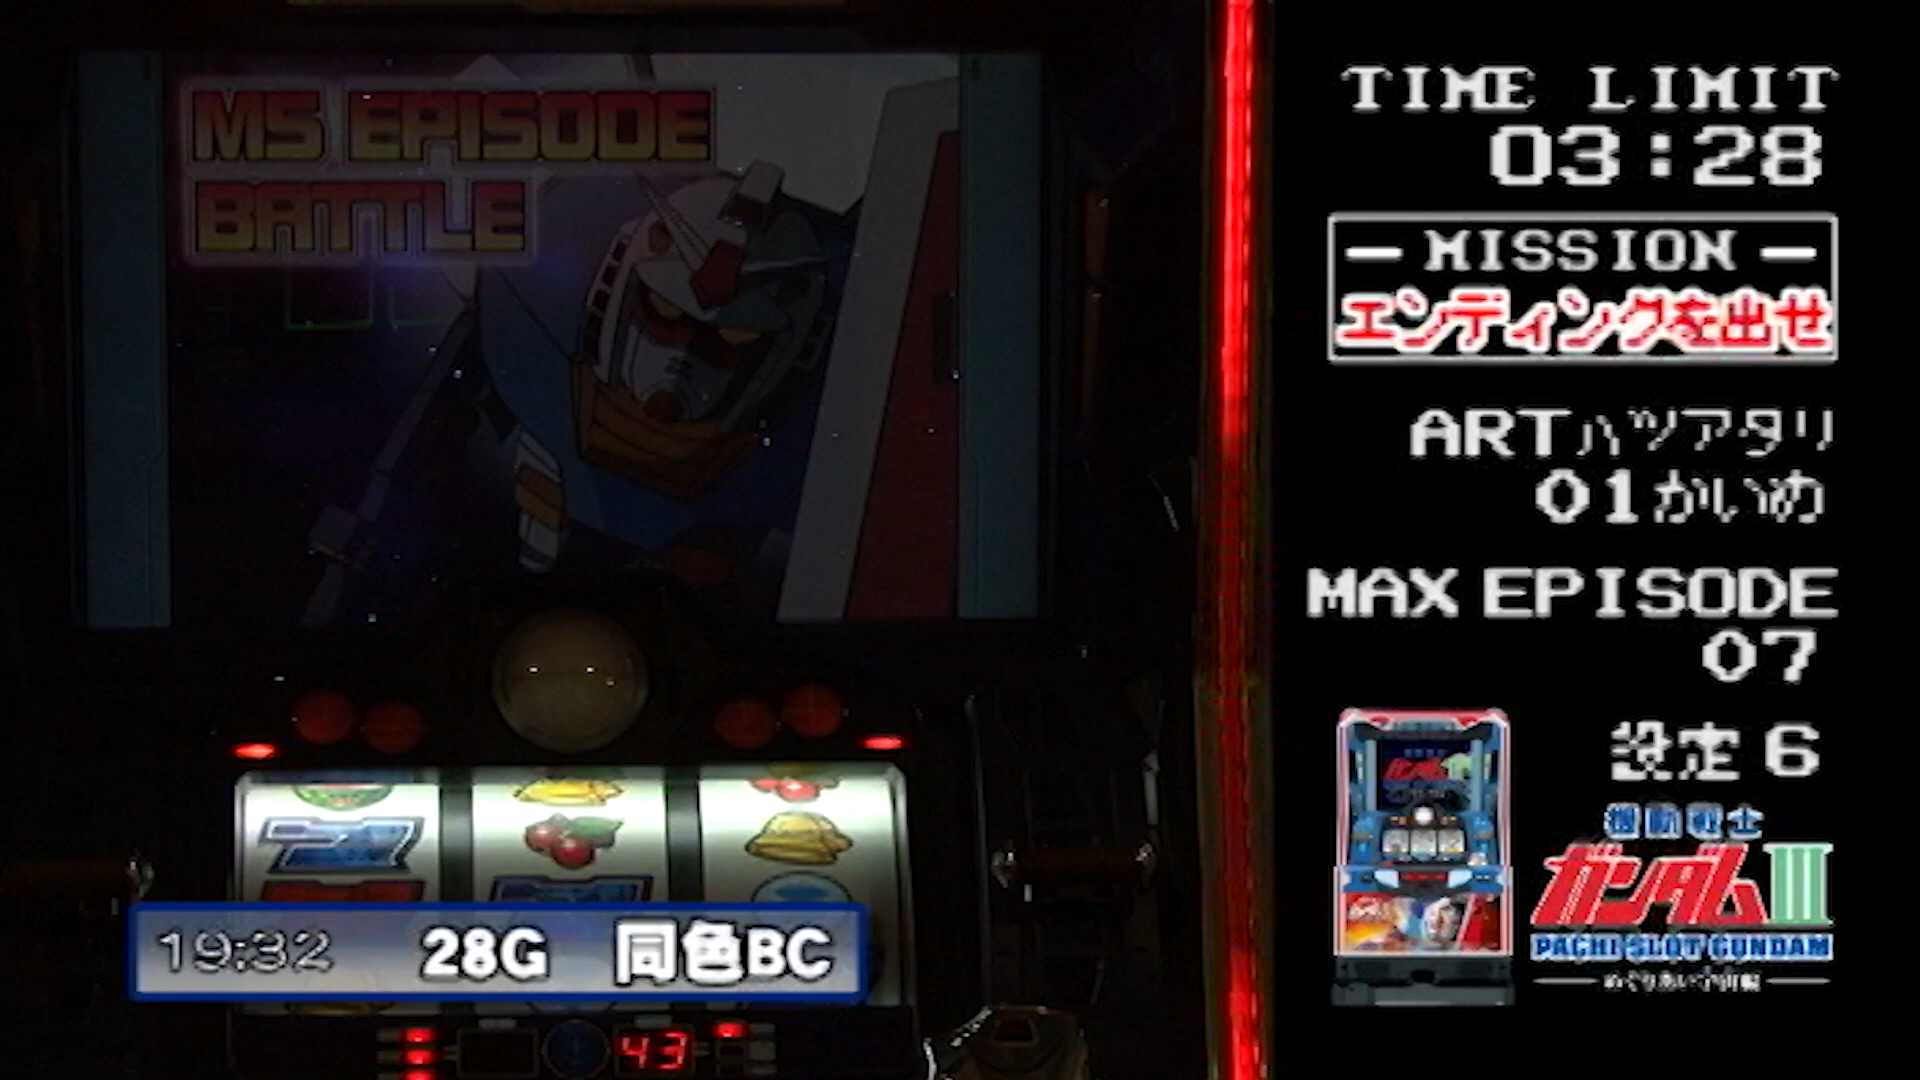 MS EPISODE
BATTLE
TIME LIMIT
03:28
— MISSION —
エンディングを出せ
ARTハツアタリ
01かいめ
MAX EPISODE
07
設定 6
機動戦士
ガンダムIII
PACHI-SLOT GUNDAM
19:32 28G 同色BC
43